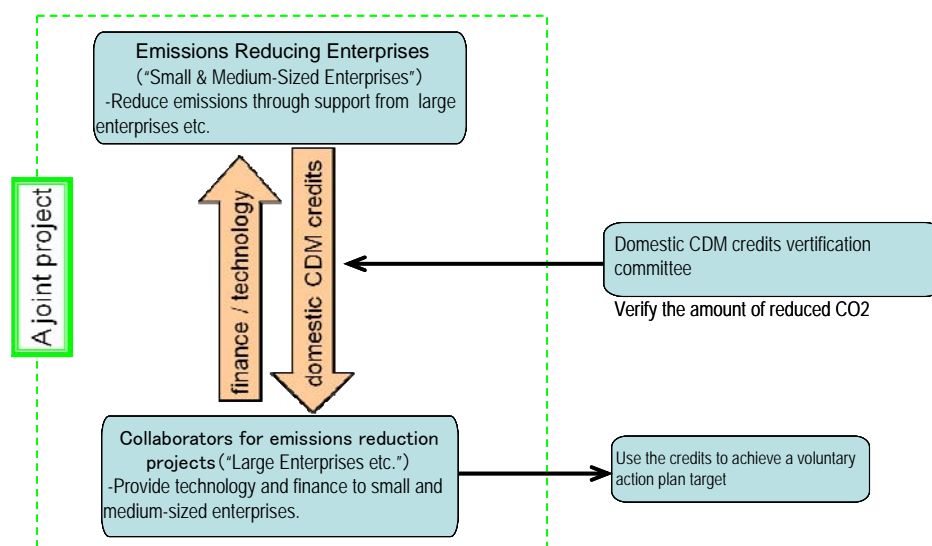 Emissions Reducing Enterprises
(“Small & Medium-Sized Enterprises”)
-Reduce emissions through support from large
enterprises etc.
A joint project
finance / technology
domestic CDM credits
Domestic CDM credits vertification
committee
Verify the amount of reduced CO2
Collaborators for emissions reduction
projects(“Large Enterprises etc.”)
-Provide technology and finance to small and
medium-sized enterprises.
Use the credits to achieve a voluntary
action plan target